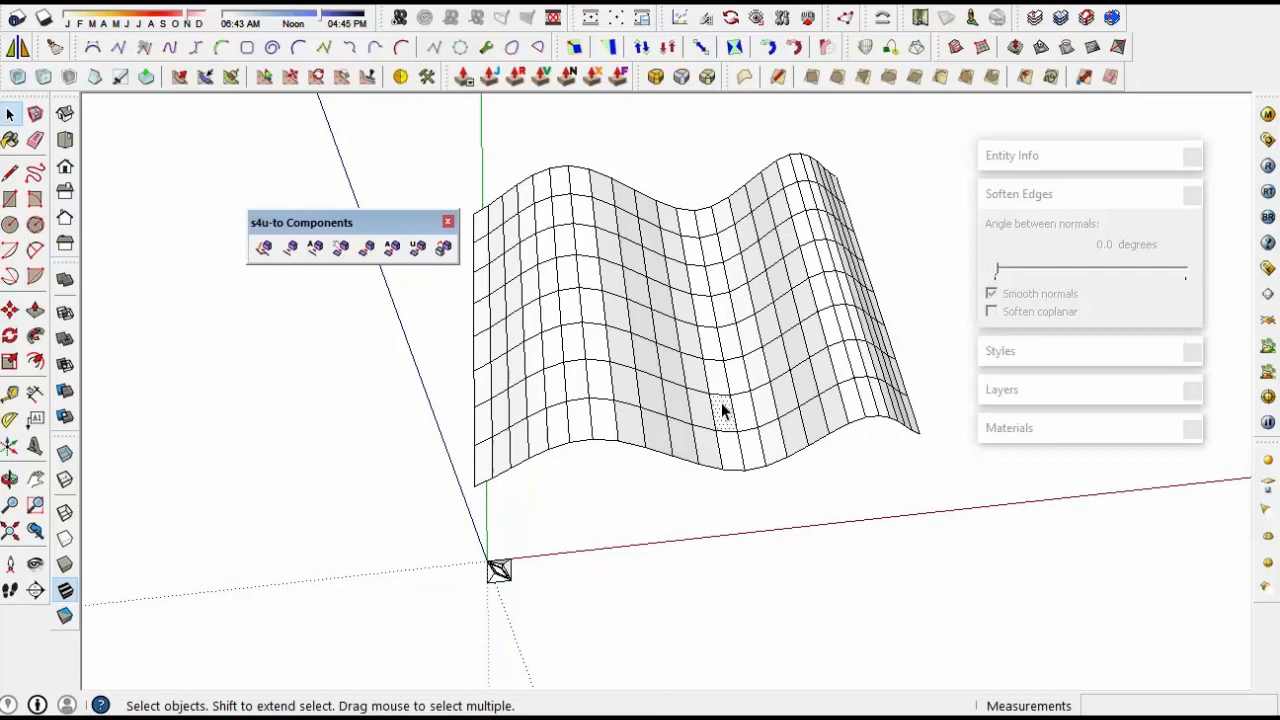 J F M A M J J A S O N D 06:43 AM Noon 04:45 PM
J R V N X F
s4u-to Components
Entity Info
Soften Edges
Angle between normals:
0.0 degrees
Smooth normals
Soften coplanar
Styles
Layers
Materials
Select objects. Shift to extend select. Drag mouse to select multiple.
Measurements